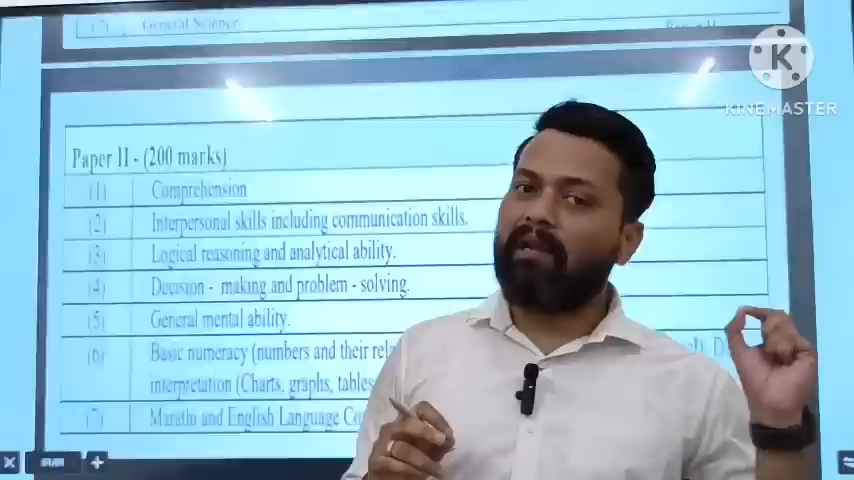 (7) General Science
K
KINEMASTER
Paper II - (200 marks)
(1) Comprehension
(2) Interpersonal skills including communication skills.
(3) Logical reasoning and analytical ability.
(4) Decision - making and problem - solving.
(5) General mental ability.
(6) Basic numeracy (numbers and their
interpretation (Charts, graphs, tables
(7) Marathi and English Language